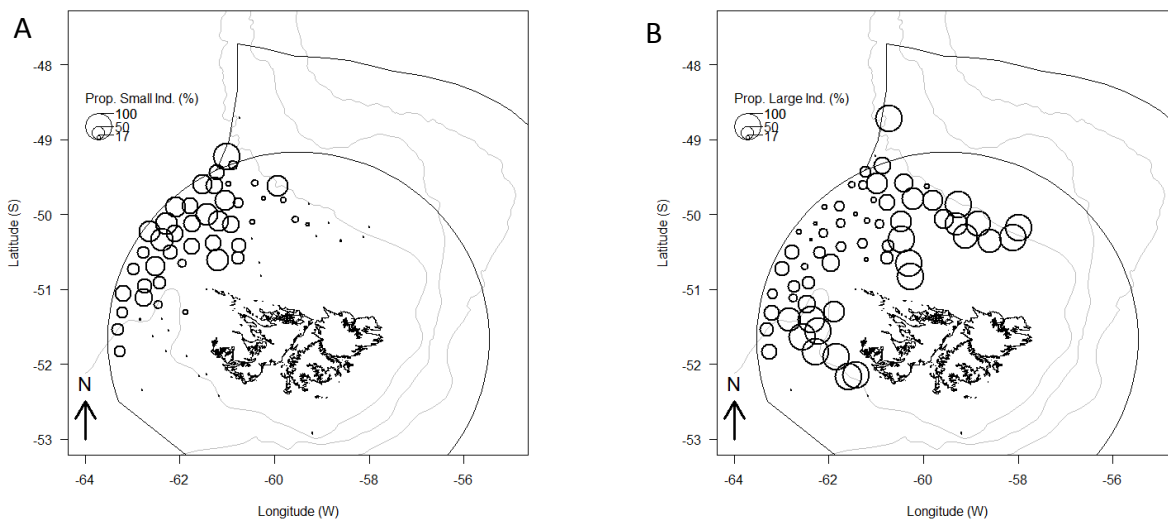 A
Prop. Small Ind. (%)
100
50
17
N
-48
-49
-50
-51
-52
-53
Latitude (S)
-64
-62
-60
-58
-56
Longitude (W)
B
Prop. Large Ind. (%)
100
50
17
N
-48
-49
-50
-51
-52
-53
Latitude (S)
-64
-62
-60
-58
-56
Longitude (W)